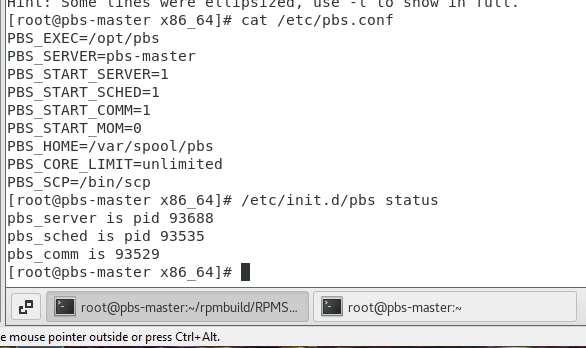 Hint: Some lines were ellipsized, use -l to show in full.
[root@pbs-master x86_64]# cat /etc/pbs.conf
PBS_EXEC=/opt/pbs
PBS_SERVER=pbs-master
PBS_START_SERVER=1
PBS_START_SCHED=1
PBS_START_COMM=1
PBS_START_MOM=0
PBS_HOME=/var/spool/pbs
PBS_CORE_LIMIT=unlimited
PBS_SCP=/bin/scp
[root@pbs-master x86_64]# /etc/init.d/pbs status
pbs_server is pid 93688
pbs_sched is pid 93535
pbs_comm is 93529
[root@pbs-master x86_64]#
root@pbs-master:~/rpmbuild/RPMS... root@pbs-master:~
e mouse pointer outside or press Ctrl+Alt.